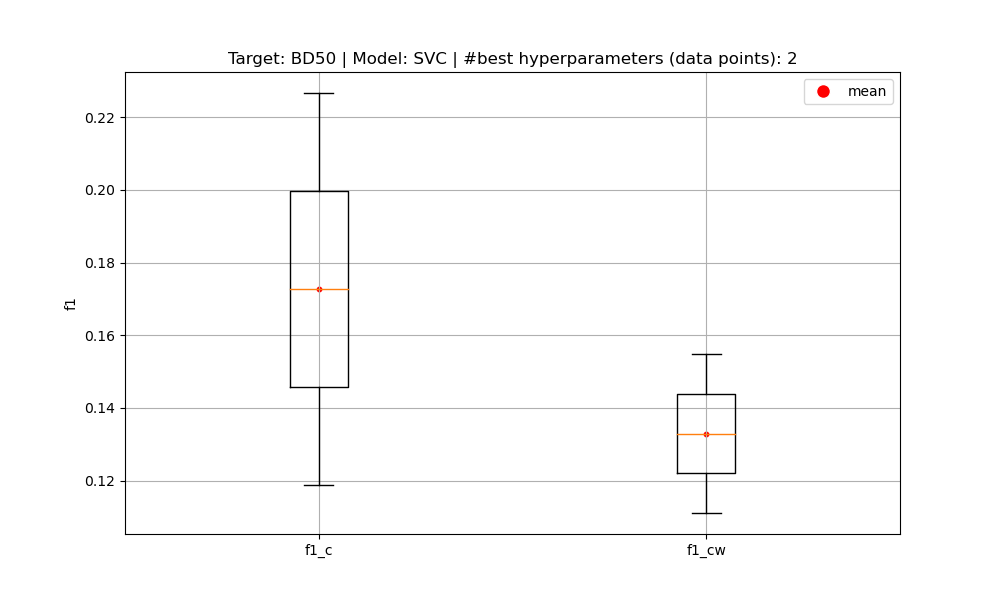 Target: BD50 | Model: SVC | #best hyperparameters (data points): 2
mean
0.22
0.20
0.18
0.16
0.14
0.12
f1
f1_c
f1_cw